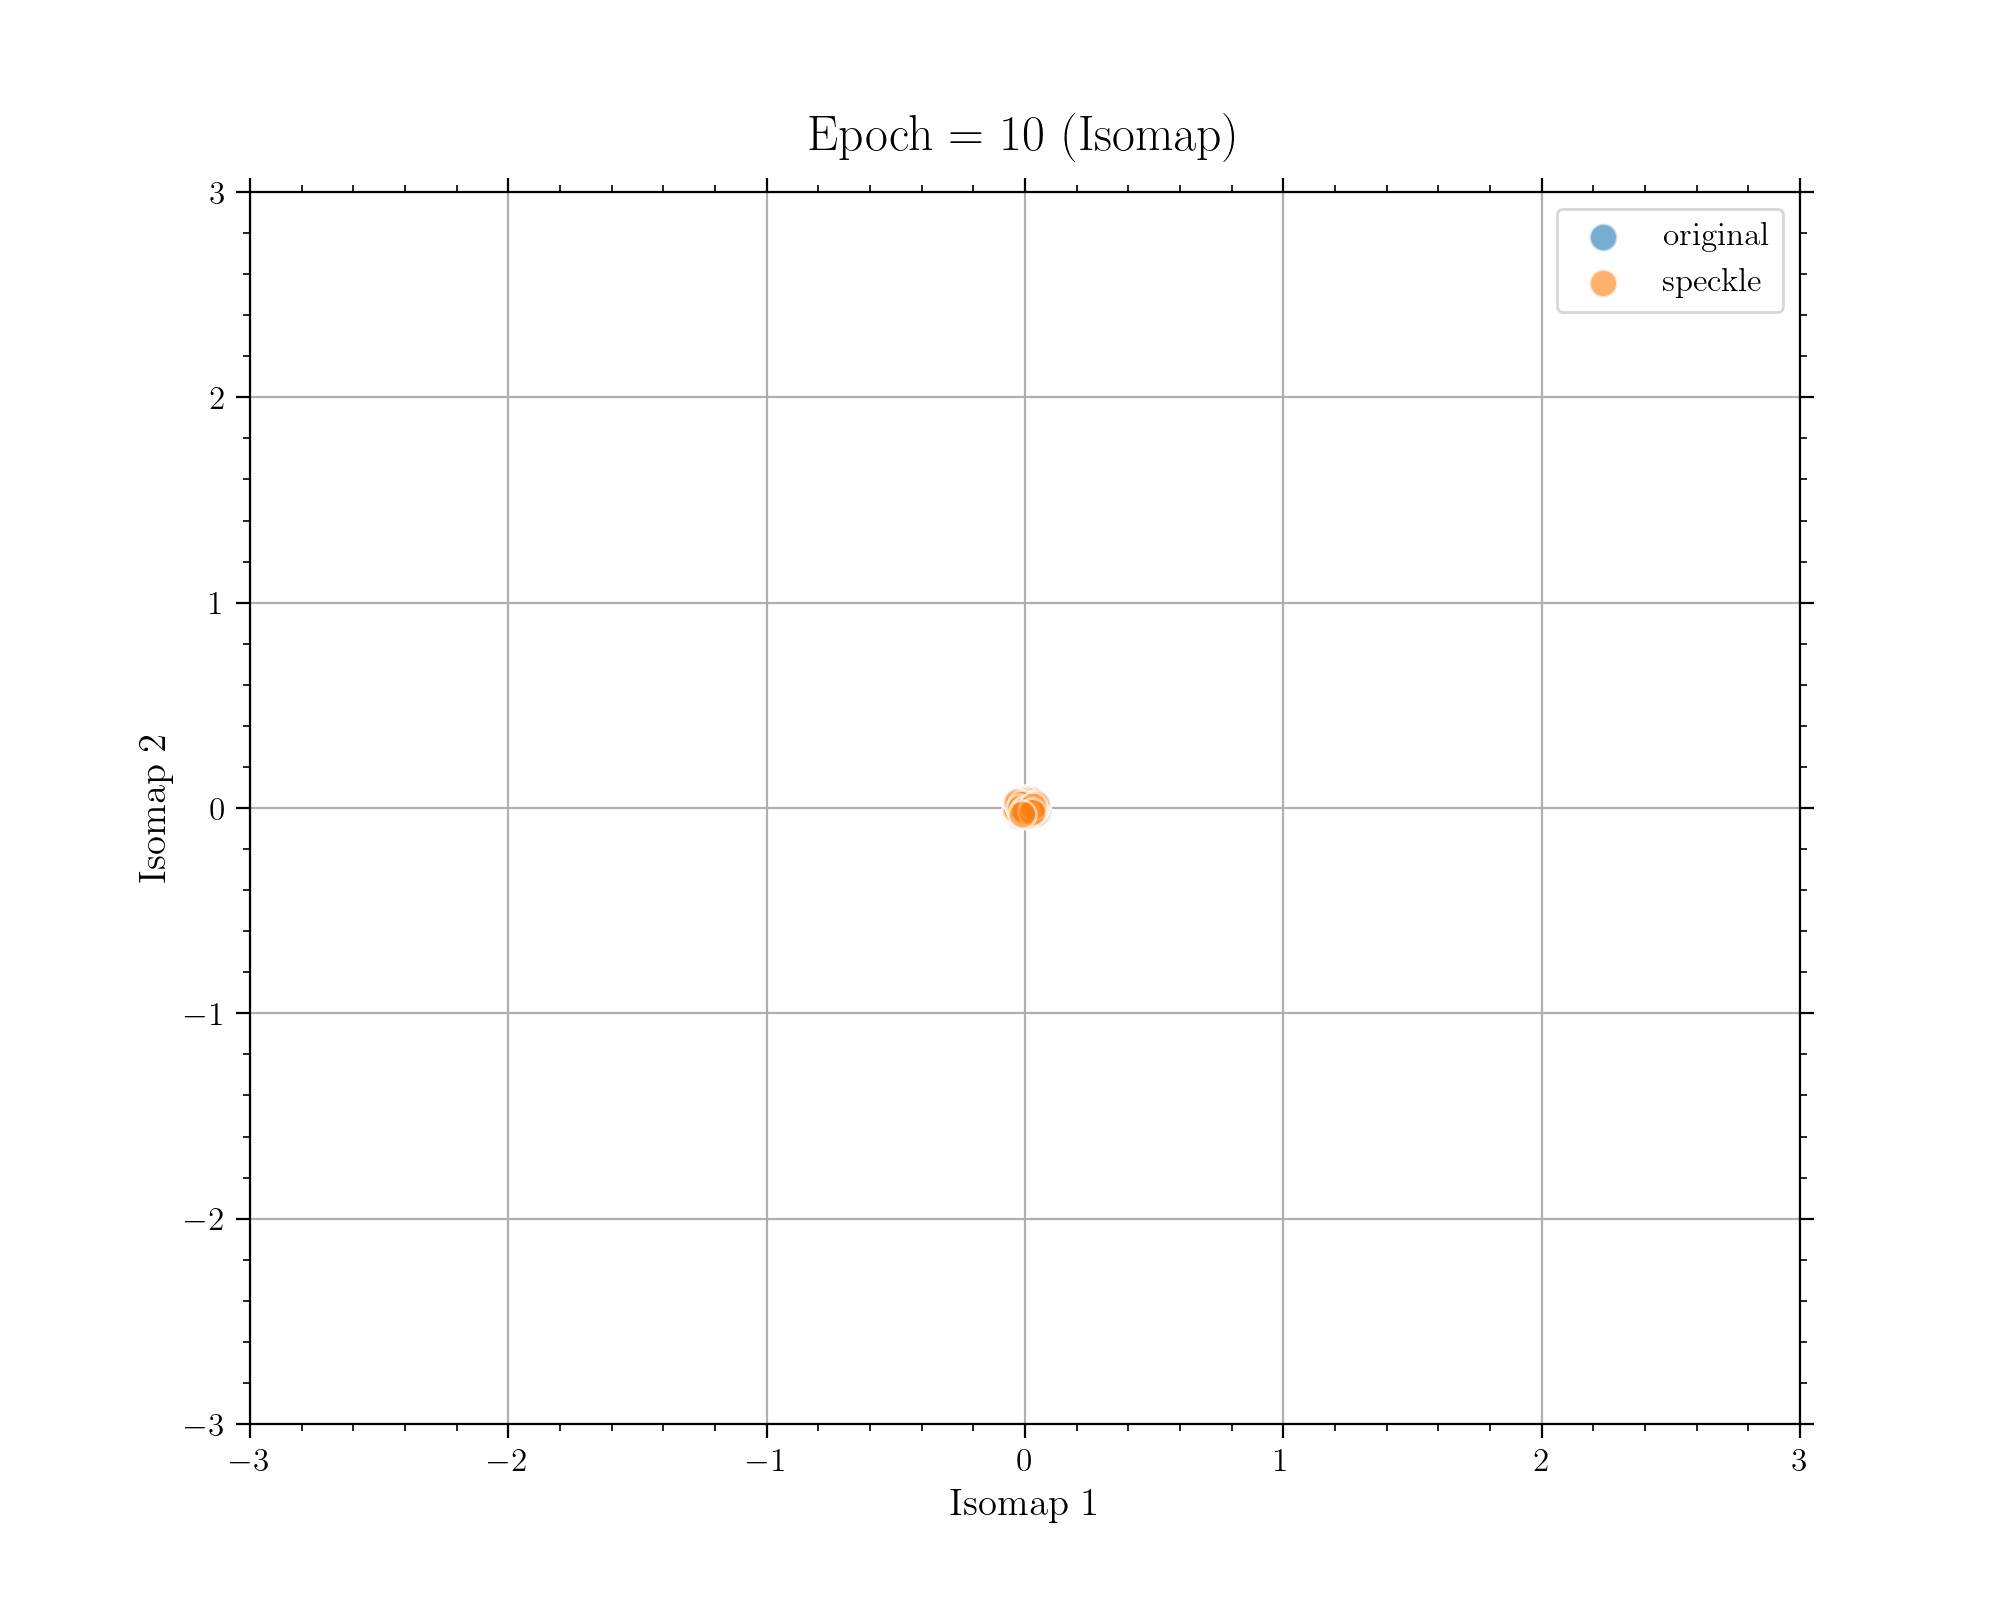 Epoch = 10 (Isomap)
original
speckle
3
2
1
0
−1
−2
−3
Isomap 2
−3 −2 −1 0 1 2 3
Isomap 1